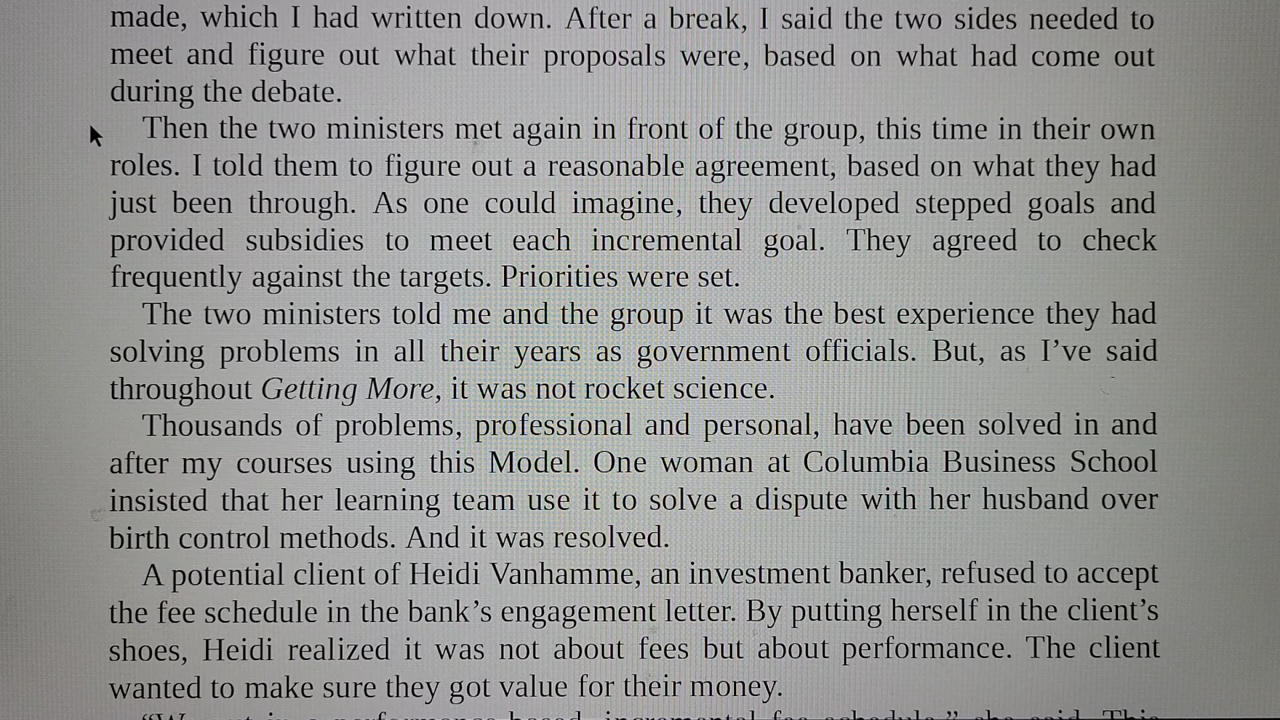 made, which I had written down. After a break, I said the two sides needed to
meet and figure out what their proposals were, based on what had come out
during the debate.
Then the two ministers met again in front of the group, this time in their own
roles. I told them to figure out a reasonable agreement, based on what they had
just been through. As one could imagine, they developed stepped goals and
provided subsidies to meet each incremental goal. They agreed to check
frequently against the targets. Priorities were set.
The two ministers told me and the group it was the best experience they had
solving problems in all their years as government officials. But, as I’ve said
throughout Getting More, it was not rocket science.
Thousands of problems, professional and personal, have been solved in and
after my courses using this Model. One woman at Columbia Business School
insisted that her learning team use it to solve a dispute with her husband over
birth control methods. And it was resolved.
A potential client of Heidi Vanhamme, an investment banker, refused to accept
the fee schedule in the bank’s engagement letter. By putting herself in the client’s
shoes, Heidi realized it was not about fees but about performance. The client
wanted to make sure they got value for their money.
performance-based, incremental fee schedule,” she said. This